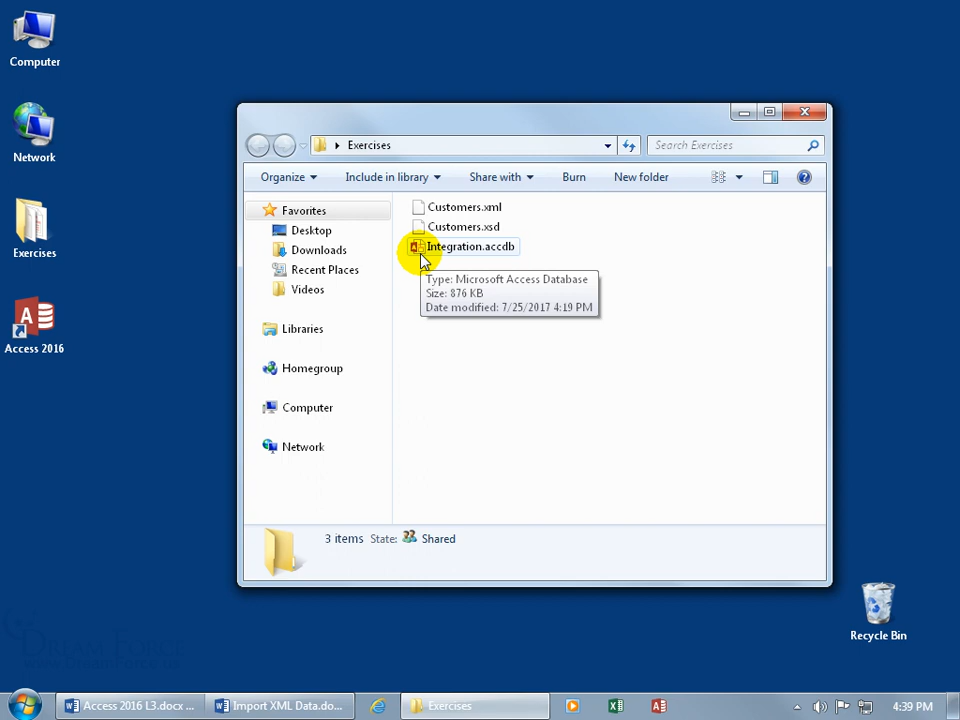 Computer
Network
Exercises
Access 2016
Exercises
Search Exercises
Organize
Include in library
Share with
Burn
New folder
Favorites
Desktop
Downloads
Recent Places
Videos
Libraries
Homegroup
Computer
Network
Customers.xml
Customers.xsd
Integration.accdb
Type: Microsoft Access Database
Size: 876 KB
Date modified: 7/25/2017 4:19 PM
3 items State: Shared
Recycle Bin
Access 2016 L3.docx ...
Import XML Data.do...
Exercises
4:39 PM